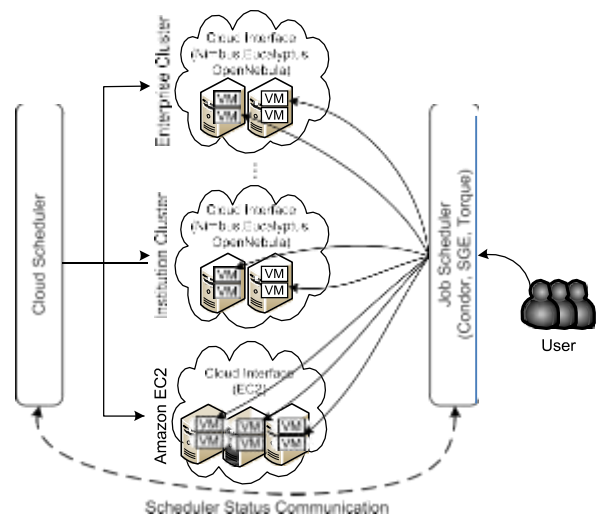 Cloud Scheduler
Enterprise Cluster
Cloud Interface
(Nimbus,Eucalyptus
OpenNebula)
VM
VM
VM
VM
Institution Cluster
Cloud Interface
(Nimbus,Eucalyptus
OpenNebula)
VM
VM
VM
VM
Amazon EC2
Cloud Interface
(EC2)
VM
VM
VM
VM
VM
VM
Job Scheduler
(Condor, SGE, Torque)
User
Scheduler Status Communication